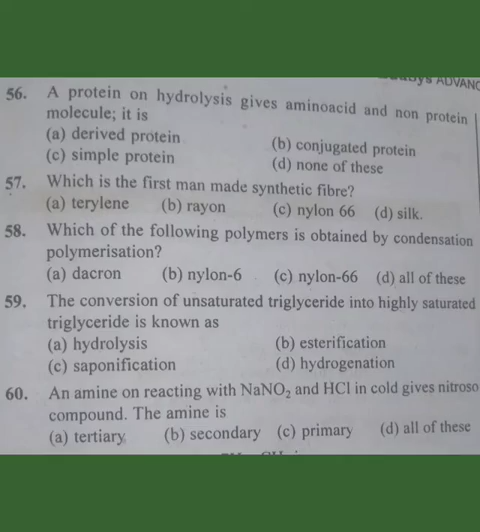 ADVANC
56. A protein on hydrolysis gives aminoacid and non protein
molecule; it is
(a) derived protein (b) conjugated protein
(c) simple protein (d) none of these
57. Which is the first man made synthetic fibre?
(a) terylene (b) rayon (c) nylon 66 (d) silk.
58. Which of the following polymers is obtained by condensation
polymerisation?
(a) dacron (b) nylon-6 (c) nylon-66 (d) all of these
59. The conversion of unsaturated triglyceride into highly saturated
triglyceride is known as
(a) hydrolysis (b) esterification
(c) saponification (d) hydrogenation
60. An amine on reacting with NaNO₂ and HCl in cold gives nitroso
compound. The amine is
(a) tertiary (b) secondary (c) primary (d) all of these